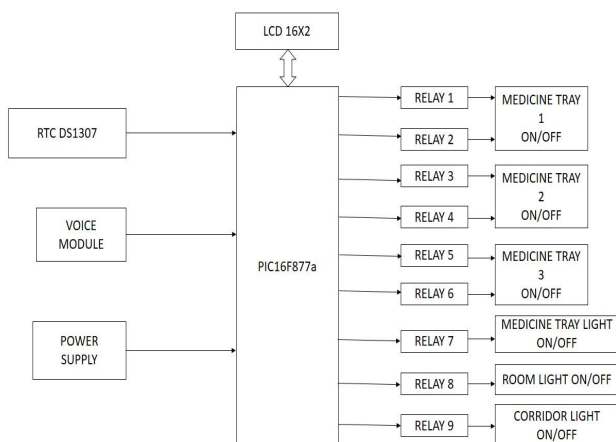 LCD 16X2
RTC DS1307
VOICE
MODULE
POWER
SUPPLY
PIC16F877a
RELAY 1
RELAY 2
RELAY 3
RELAY 4
RELAY 5
RELAY 6
RELAY 7
RELAY 8
RELAY 9
MEDICINE TRAY
1
ON/OFF
MEDICINE TRAY
2
ON/OFF
MEDICINE TRAY
3
ON/OFF
MEDICINE TRAY LIGHT
ON/OFF
ROOM LIGHT ON/OFF
CORRIDOR LIGHT
ON/OFF